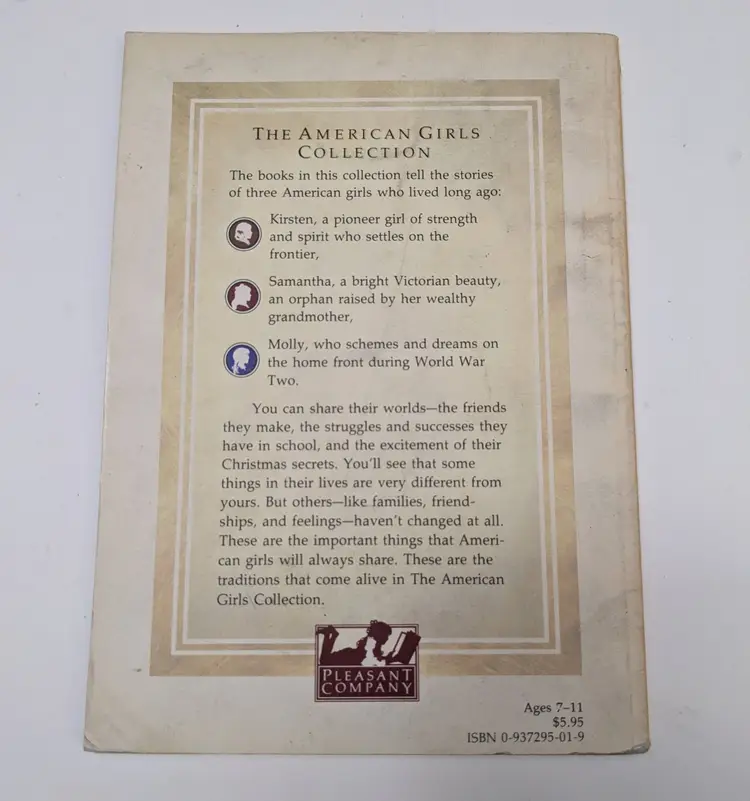 THE AMERICAN GIRLS
COLLECTION
The books in this collection tell the stories
of three American girls who lived long ago:
Kirsten, a pioneer girl of strength
and spirit who settles on the
frontier,
Samantha, a bright Victorian beauty,
an orphan raised by her wealthy
grandmother,
Molly, who schemes and dreams on
the home front during World War
Two.
You can share their worlds—the friends
they make, the struggles and successes they
have in school, and the excitement of their
Christmas secrets. You'll see that some
things in their lives are very different from
yours. But others—like families, friend-
ships, and feelings—haven't changed at all.
These are the important things that Ameri-
can girls will always share. These are the
traditions that come alive in The American
Girls Collection.
PLEASANT
COMPANY
Ages 7–11
$5.95
ISBN 0-937295-01-9